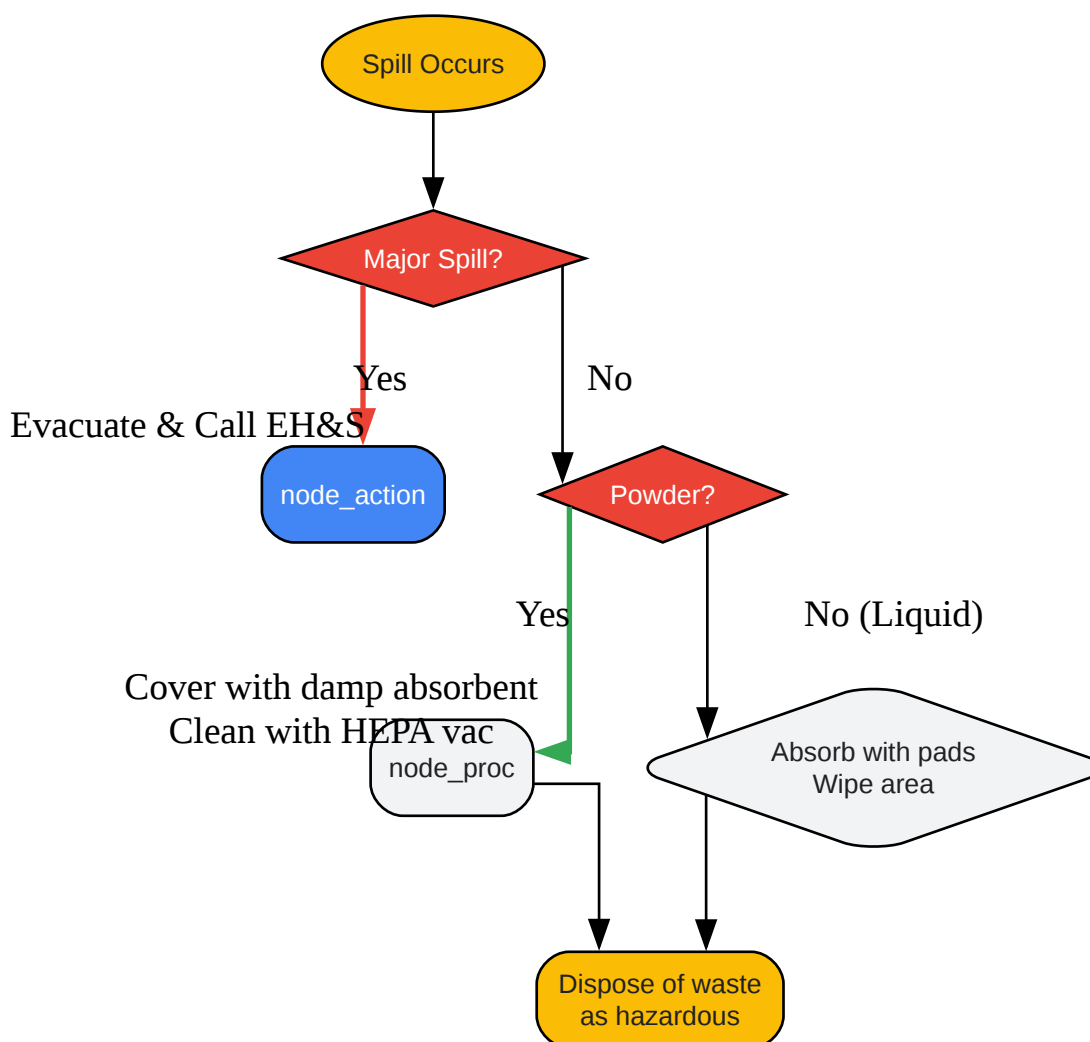 Spill Occurs
Major Spill?
Yes
No
Evacuate & Call EH&S
node_action
Powder?
Yes
No (Liquid)
Cover with damp absorbent
Clean with HEPA vac
node_proc
Absorb with pads
Wipe area
Dispose of waste
as hazardous